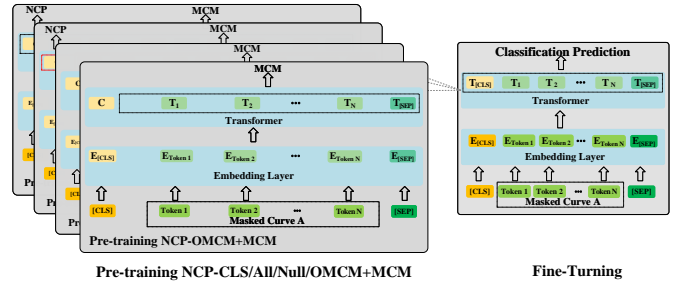 NCP MCM
NCP MCM
MCM
MCM
C T1 T2 ••• TN T[SEP]
Transformer
E[CLS] EToken 1 EToken 2 ••• EToken N E[SEP]
Embedding Layer
[CLS] Token 1 Token 2 ••• Token N [SEP]
Masked Curve A
Pre-training NCP-OMCM+MCM
Pre-training NCP-CLS/All/Null/OMCM+MCM
Classification Prediction
T[CLS] T1 T2 ••• TN T[SEP]
Transformer
E[CLS] EToken 1 EToken 2 ••• EToken N E[SEP]
Embedding Layer
[CLS] Token 1 Token 2 ••• Token N [SEP]
Masked Curve A
Fine-Turning